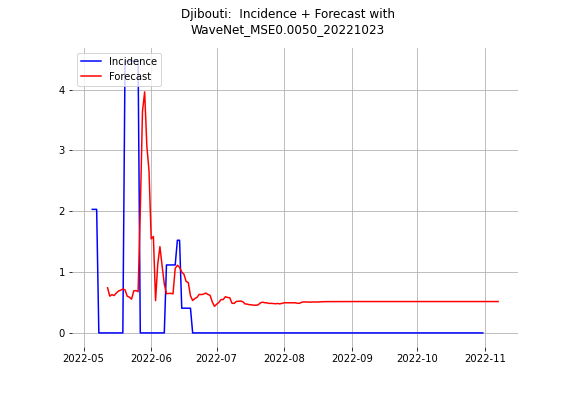 Djibouti:  Incidence + Forecast with
WaveNet_MSE0.0050_20221023
Incidence
Forecast
4
3
2
1
0
2022-05 2022-06 2022-07 2022-08 2022-09 2022-10 2022-11